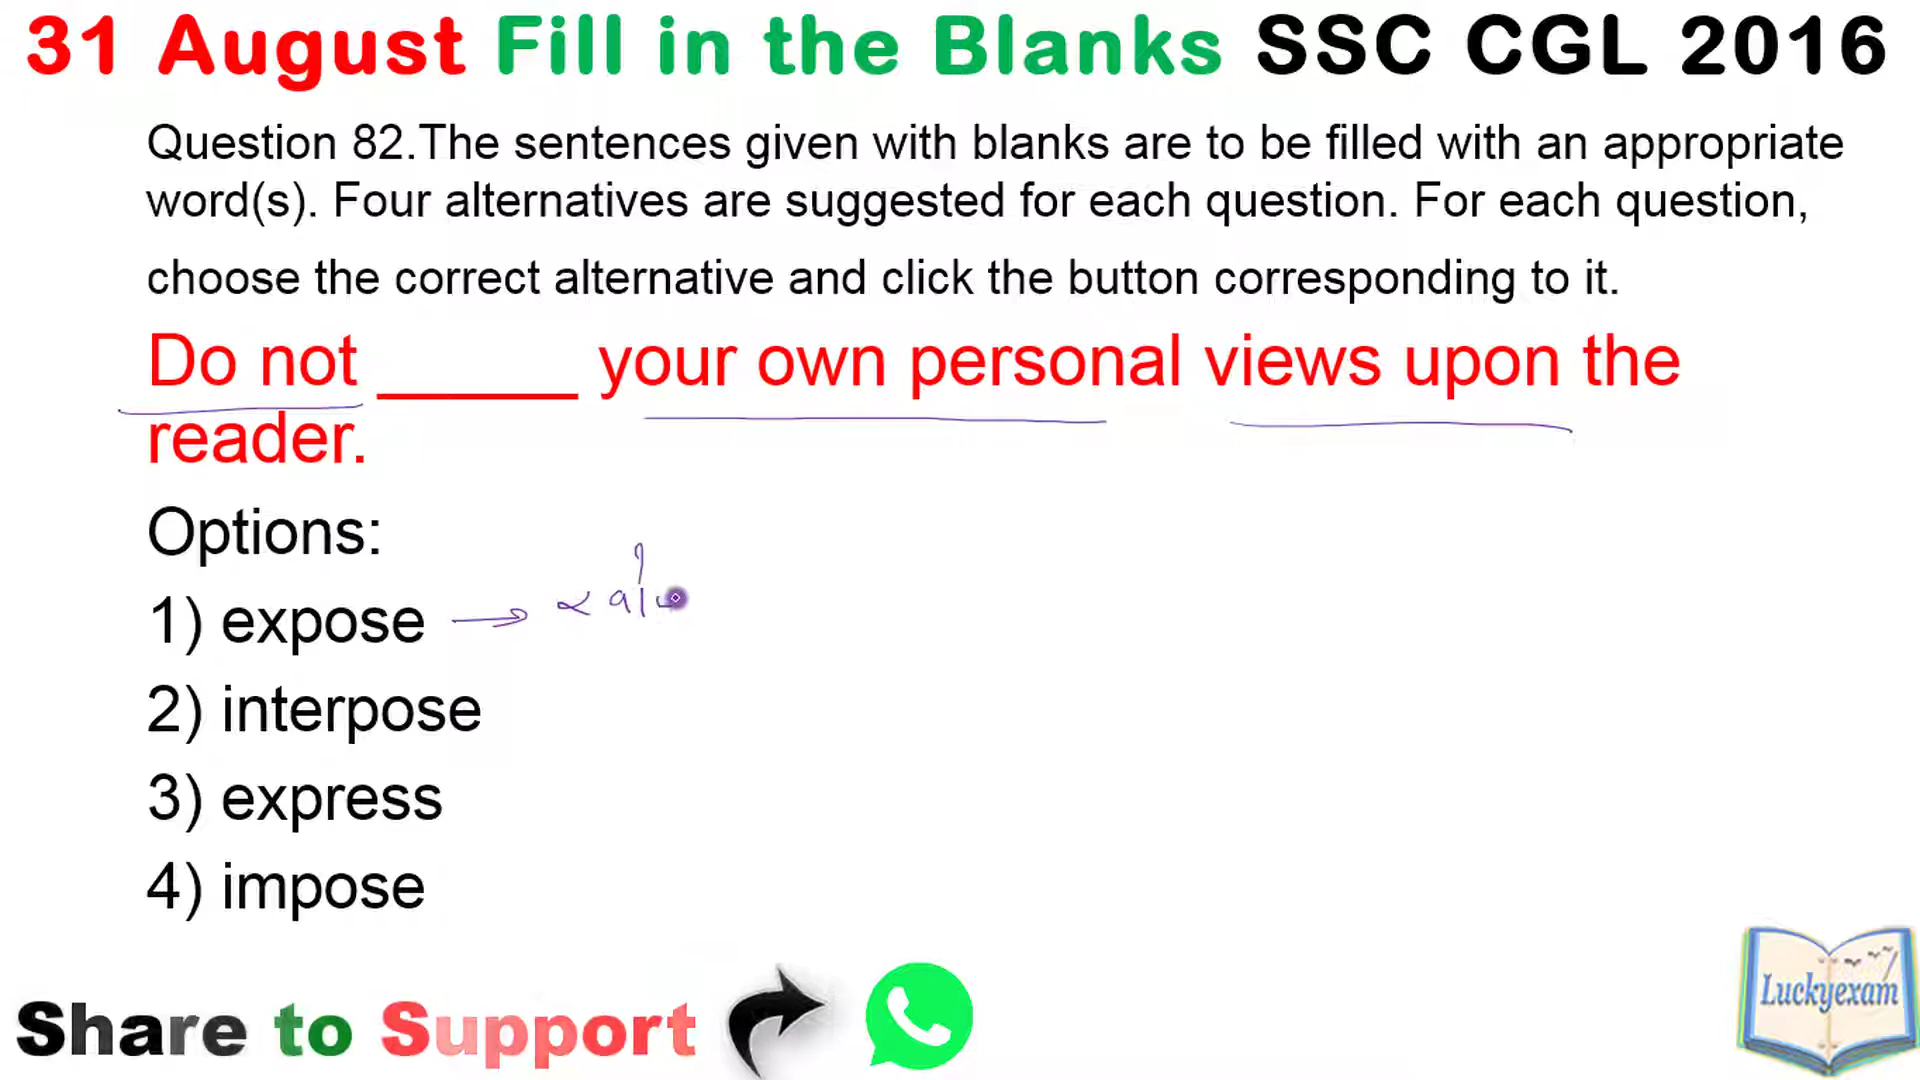 31 August Fill in the Blanks SSC CGL 2016
Question 82.The sentences given with blanks are to be filled with an appropriate
word(s). Four alternatives are suggested for each question. For each question,
choose the correct alternative and click the button corresponding to it.
Do not ______ your own personal views upon the
reader.
Options:
1) expose
2) interpose
3) express
4) impose
Share to Support
Luckyexam